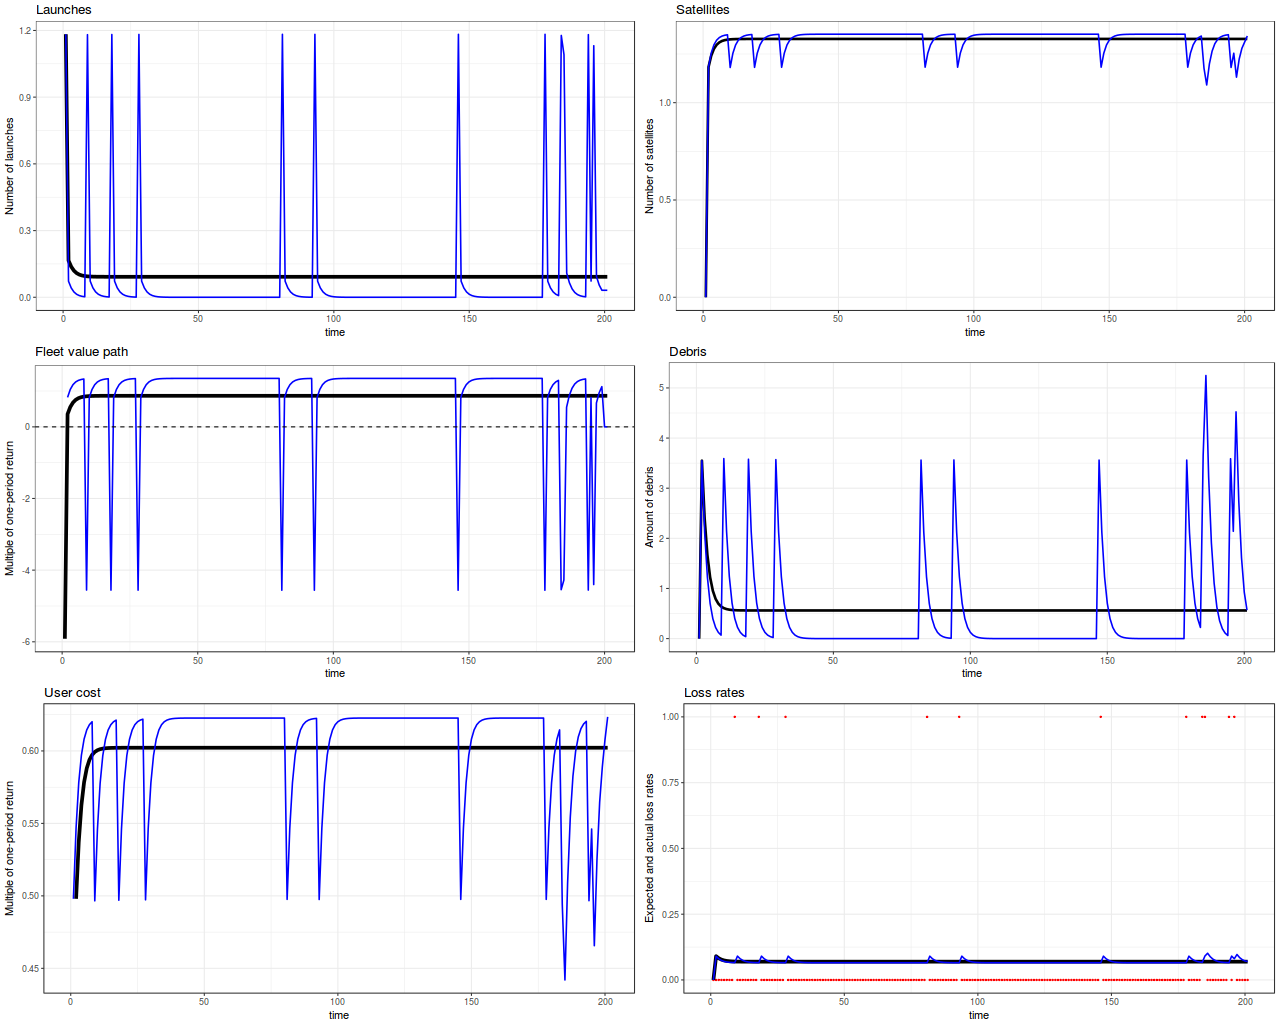 Launches
Number of launches
1.2
0.9
0.6
0.3
0.0
0 50 100 150 200
time
Satellites
Number of satellites
1.0
0.5
0.0
0 50 100 150 200
time
Fleet value path
Multiple of one-period return
0
-2
-4
-6
0 50 100 150 200
time
Debris
Amount of debris
5
4
3
2
1
0
0 50 100 150 200
time
User cost
Multiple of one-period return
0.60
0.55
0.50
0.45
0 50 100 150 200
time
Loss rates
Expected and actual loss rates
1.00
0.75
0.50
0.25
0.00
0 50 100 150 200
time